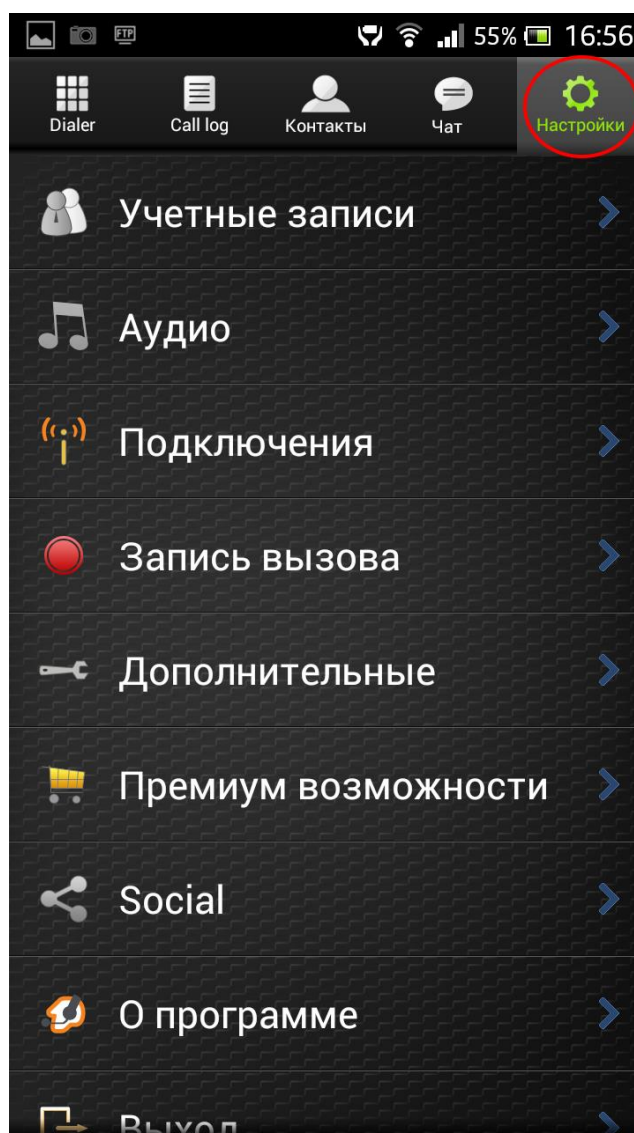 FTP
55%
16:56
Dialer
Call log
Контакты
Чат
Настройки
Учетные записи
Аудио
Подключения
Запись вызова
Дополнительные
Премиум возможности
Social
О программе
Выход